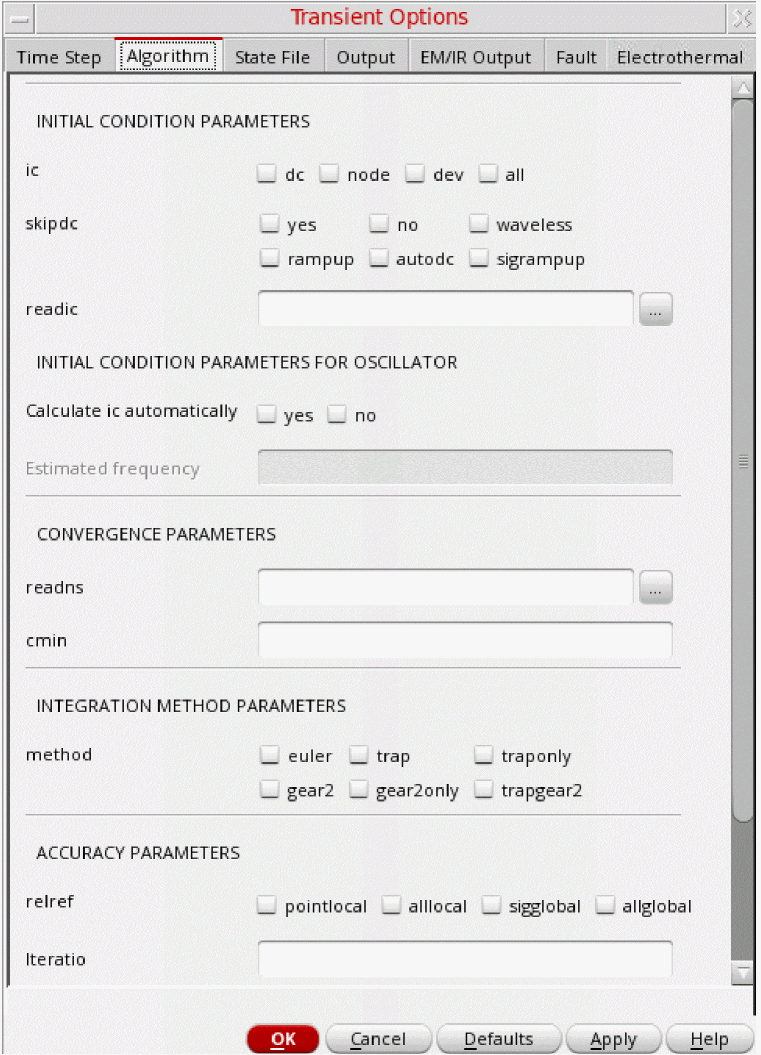 Transient Options
Time Step Algorithm State File Output EM/IR Output Fault Electrothermal
INITIAL CONDITION PARAMETERS
ic dc node dev all
skipdc yes no waveless
rampup autodc sigrampup
readic ...
INITIAL CONDITION PARAMETERS FOR OSCILLATOR
Calculate ic automatically yes no
Estimated frequency
CONVERGENCE PARAMETERS
readns ...
cmin
INTEGRATION METHOD PARAMETERS
method euler trap traponly
gear2 gear2only trapgear2
ACCURACY PARAMETERS
relref pointlocal alllocal sigglobal allglobal
lteratio
OK Cancel Defaults Apply Help